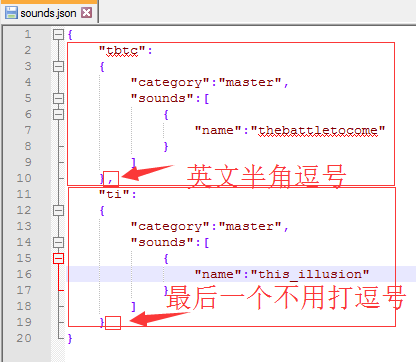 sounds.json
1 {
2 "tbtc":
3 {
4 "category":"master",
5 "sounds":[
6 {
7 "name":"thebattletocome"
8 }
9 ]
10 }, 英文半角逗号
11 "ti":
12 {
13 "category":"master",
14 "sounds":[
15 {
16 "name":"this_illusion"
17 }
18 ] 最后一个不用打逗号
19 }
20 }